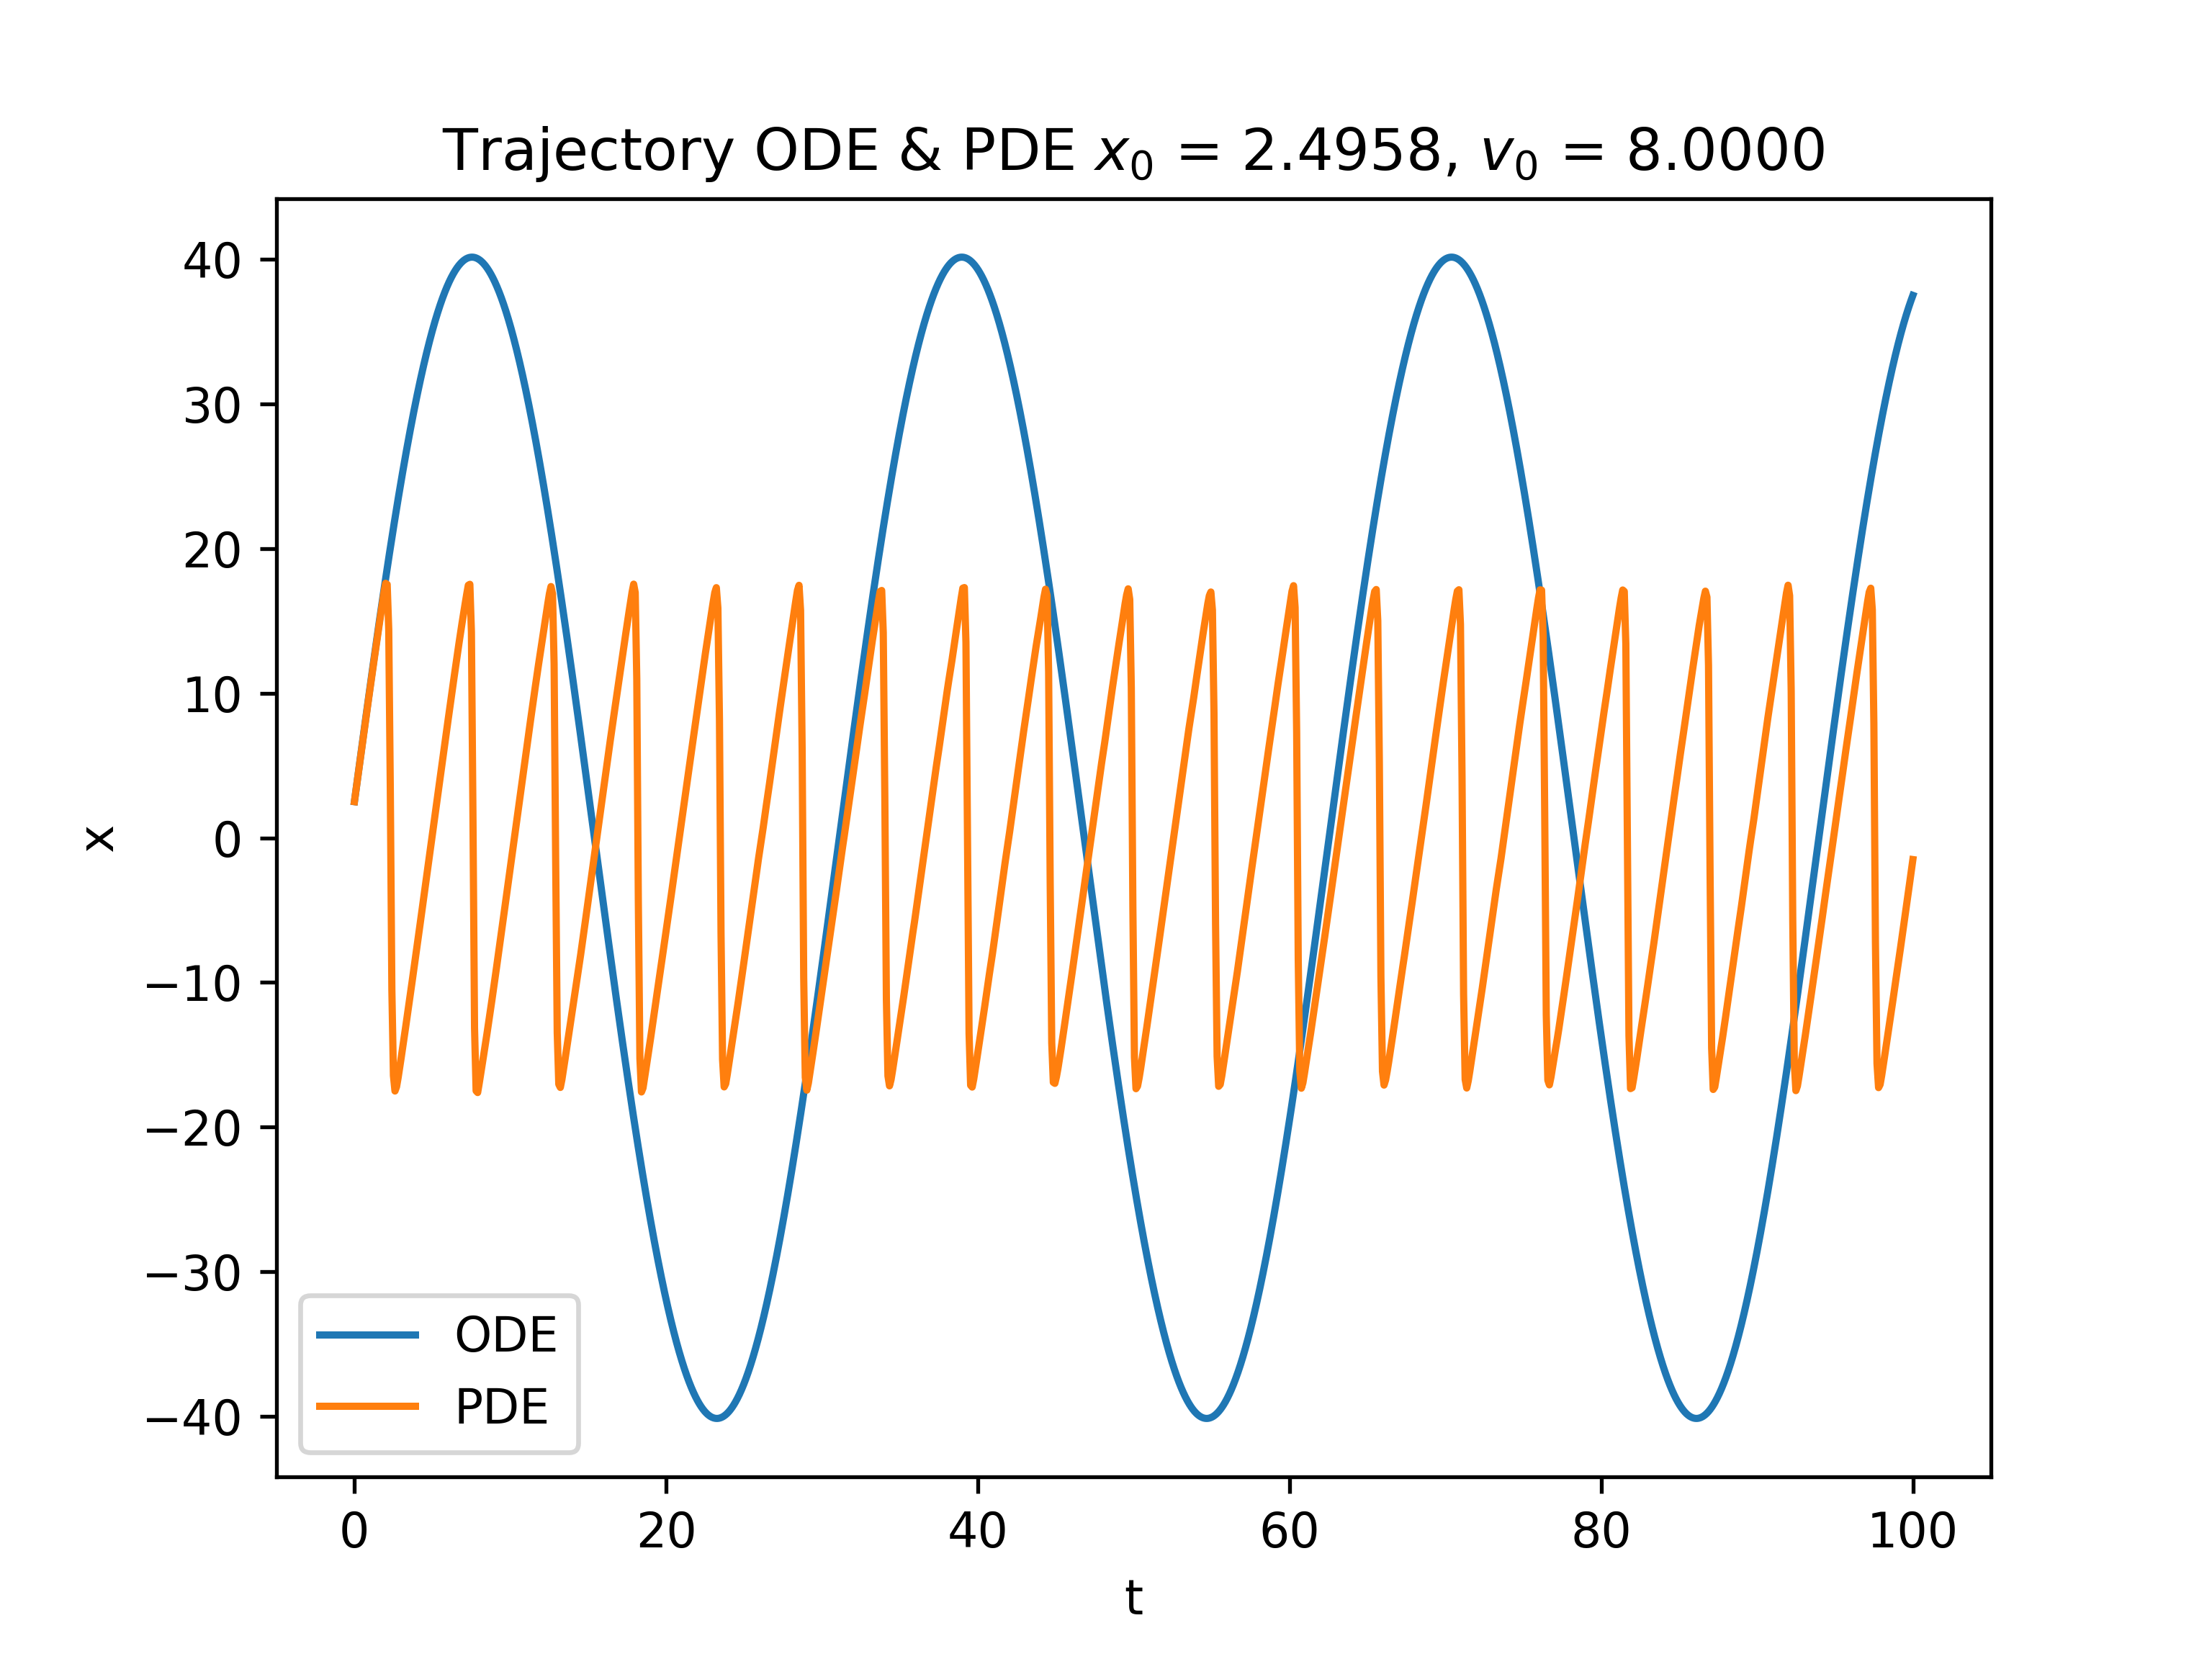 Trajectory ODE & PDE x₀ = 2.4958, v₀ = 8.0000
40
30
20
10
0
−10
−20
−30
−40
x
ODE
PDE
0 20 40 60 80 100
t